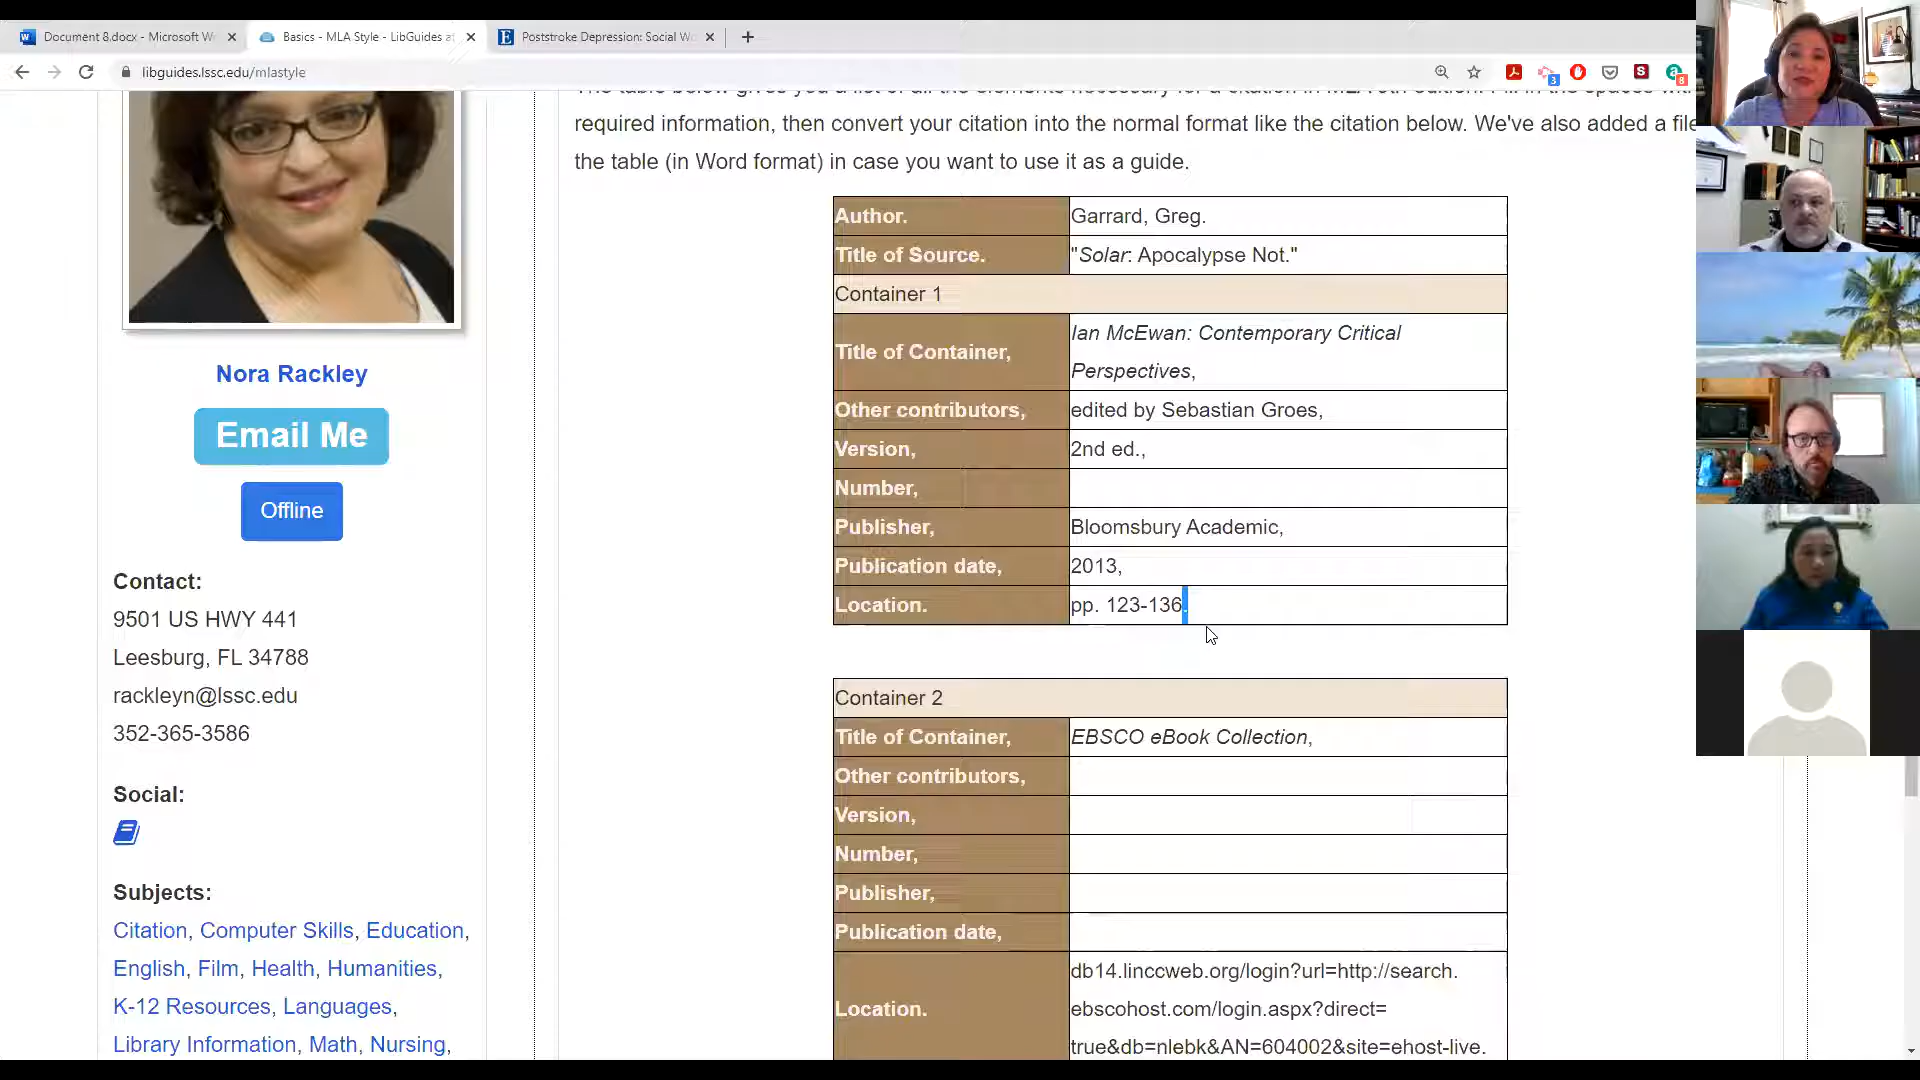 Document 8.docx - Microsoft W
Basics - MLA Style - LibGuides at
Poststroke Depression: Social W
libguides.lssc.edu/mlastyle
3
8
required information, then convert your citation into the normal format like the citation below. We've also added a file
the table (in Word format) in case you want to use it as a guide.
Author. Garrard, Greg.
Title of Source. "Solar: Apocalypse Not."
Container 1
Title of Container, Ian McEwan: Contemporary Critical
Perspectives,
Other contributors, edited by Sebastian Groes,
Version, 2nd ed.,
Number,
Publisher, Bloomsbury Academic,
Publication date, 2013,
Location. pp. 123-136.
Container 2
Title of Container, EBSCO eBook Collection,
Other contributors,
Version,
Number,
Publisher,
Publication date,
Location. db14.linccweb.org/login?url=http://search.
ebscohost.com/login.aspx?direct=
true&db=nlebk&AN=604002&site=ehost-live.
Nora Rackley
Email Me
Offline
Contact:
9501 US HWY 441
Leesburg, FL 34788
rackleyn@lssc.edu
352-365-3586
Social:
Subjects:
Citation, Computer Skills, Education,
English, Film, Health, Humanities,
K-12 Resources, Languages,
Library Information, Math, Nursing,